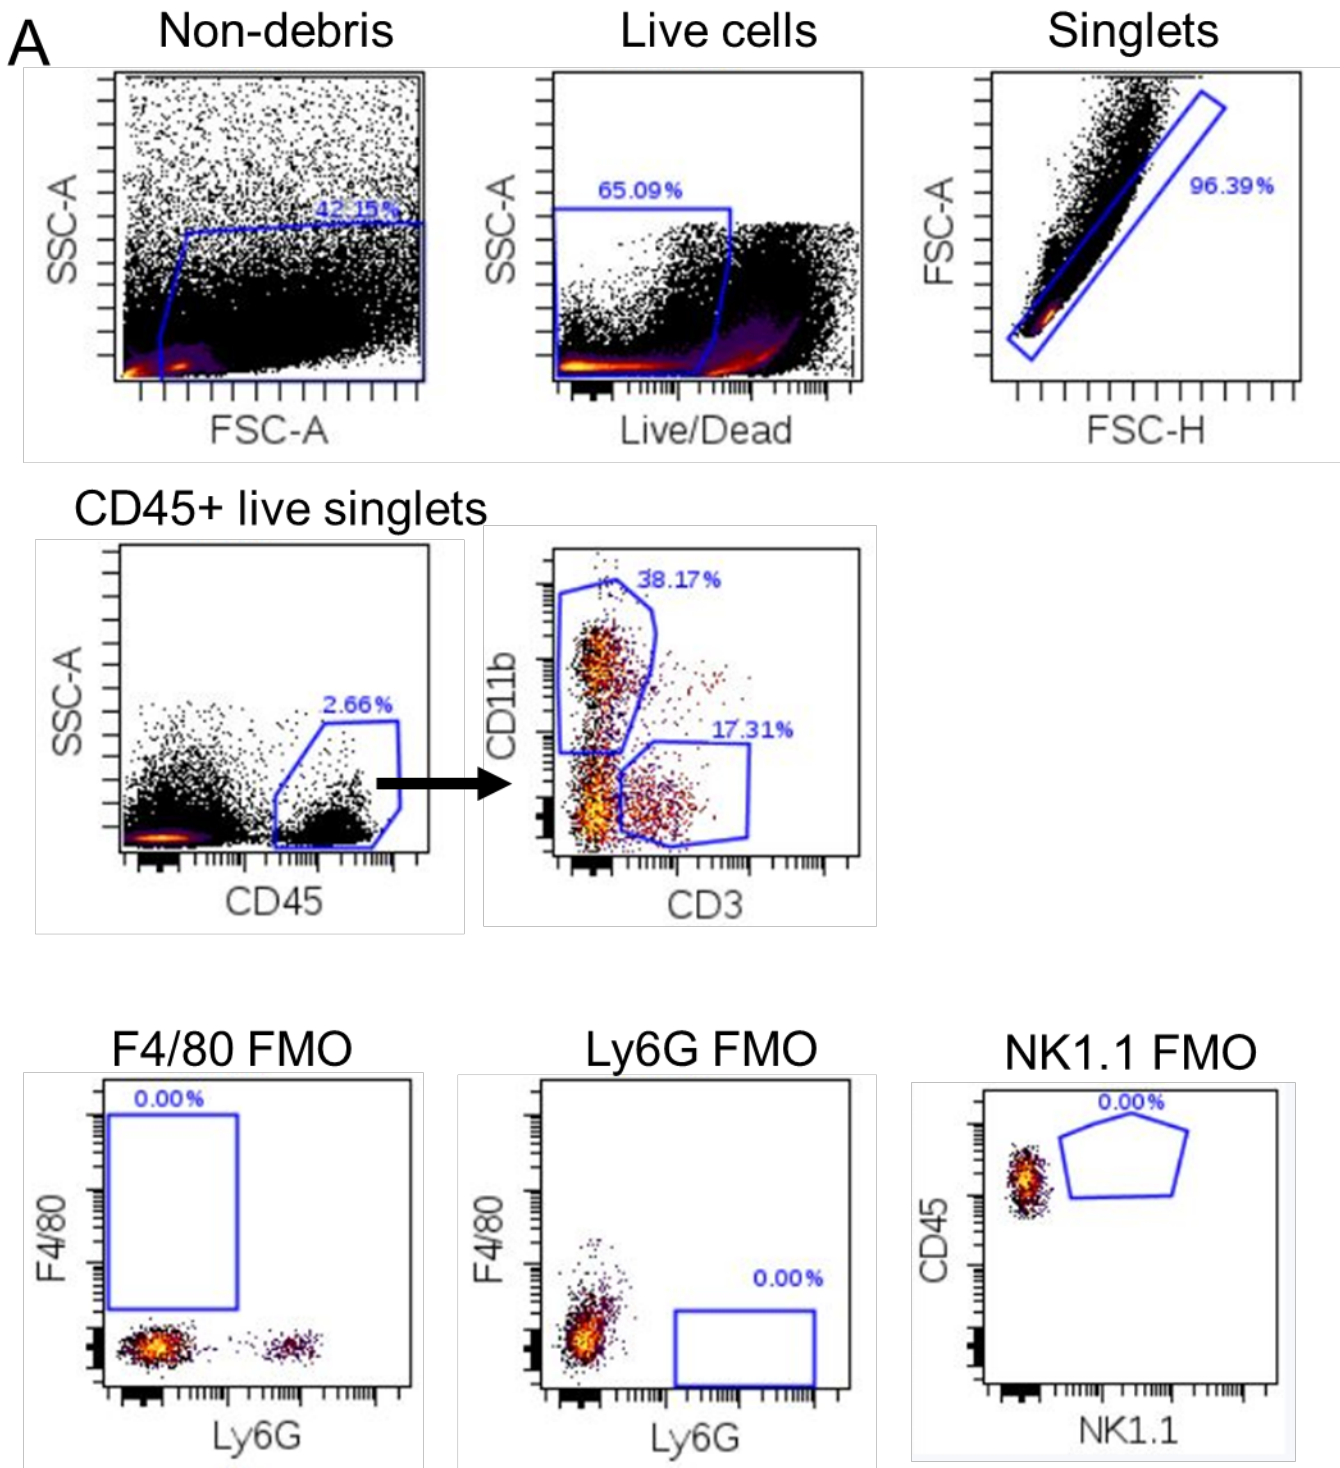 A
Non-debris
Live cells
Singlets
42.15%
65.09%
96.39%
SSC-A
SSC-A
FSC-A
FSC-A
Live/Dead
FSC-H
CD45+ live singlets
2.66%
38.17%
17.31%
SSC-A
CD11b
CD45
CD3
F4/80 FMO
Ly6G FMO
NK1.1 FMO
0.00%
0.00%
0.00%
F4/80
F4/80
CD45
Ly6G
Ly6G
NK1.1